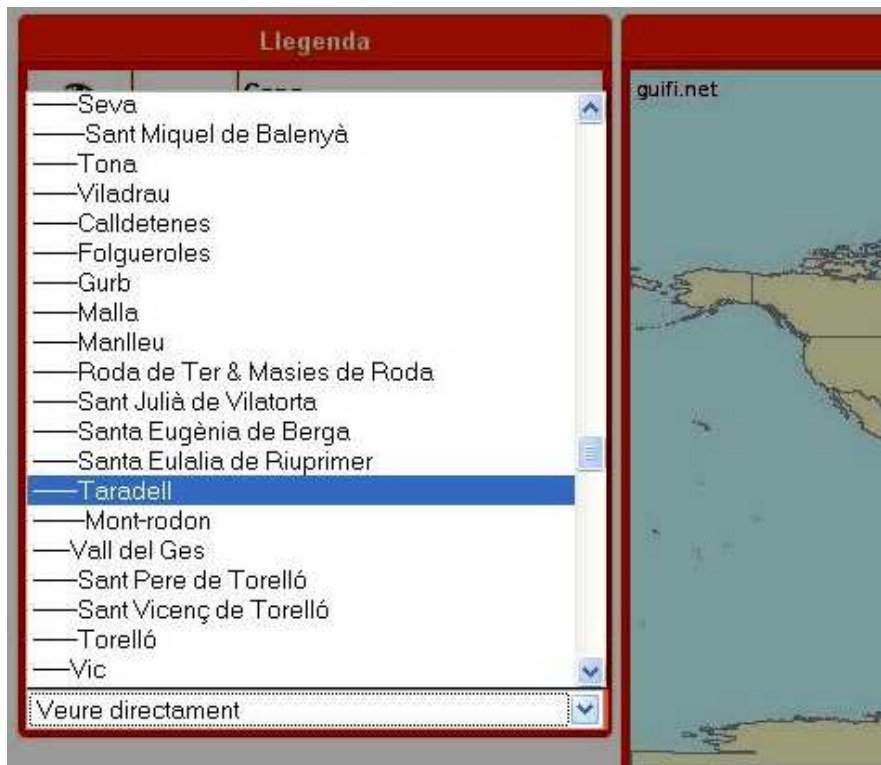 Llegenda
Capa
guifi.net
——Seva
——Sant Miquel de Balenyà
——Tona
——Viladrau
——Calldetenes
——Folgueroles
——Gurb
——Malla
——Manlleu
——Roda de Ter & Masies de Roda
——Sant Julià de Vilatorta
——Santa Eugènia de Berga
——Santa Eulalia de Riuprimer
——Taradell
——Mont-rodon
——Vall del Ges
——Sant Pere de Torelló
——Sant Vicenç de Torelló
——Torelló
——Vic
Veure directament